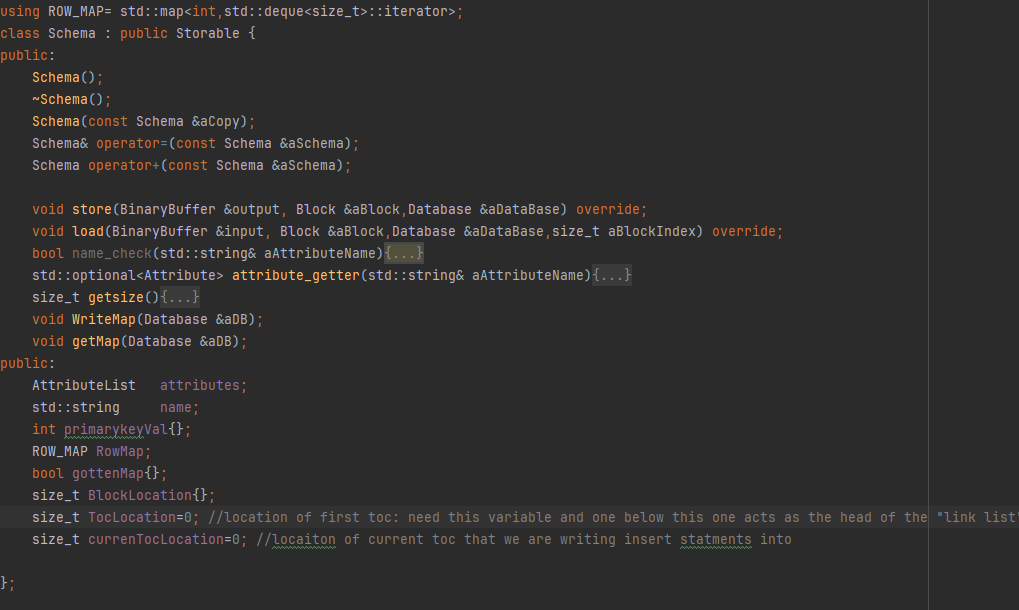 using ROW_MAP= std::map<int,std::deque<size_t>::iterator>;
class Schema : public Storable {
public:
    Schema();
    ~Schema();
    Schema(const Schema &aCopy);
    Schema& operator=(const Schema &aSchema);
    Schema operator+(const Schema &aSchema);

    void store(BinaryBuffer &output, Block &aBlock,Database &aDataBase) override;
    void load(BinaryBuffer &input, Block &aBlock,Database &aDataBase,size_t aBlockIndex) override;
    bool name_check(std::string& aAttributeName){...}
    std::optional<Attribute> attribute_getter(std::string& aAttributeName){...}
    size_t getsize(){...}
    void WriteMap(Database &aDB);
    void getMap(Database &aDB);
public:
    AttributeList   attributes;
    std::string     name;
    int primarykeyVal{};
    ROW_MAP RowMap;
    bool gottenMap{};
    size_t BlockLocation{};
    size_t TocLocation=0; //location of first toc: need this variable and one below this one acts as the head of the "link list"
    size_t currenTocLocation=0; //locaiton of current toc that we are writing insert statments into

};